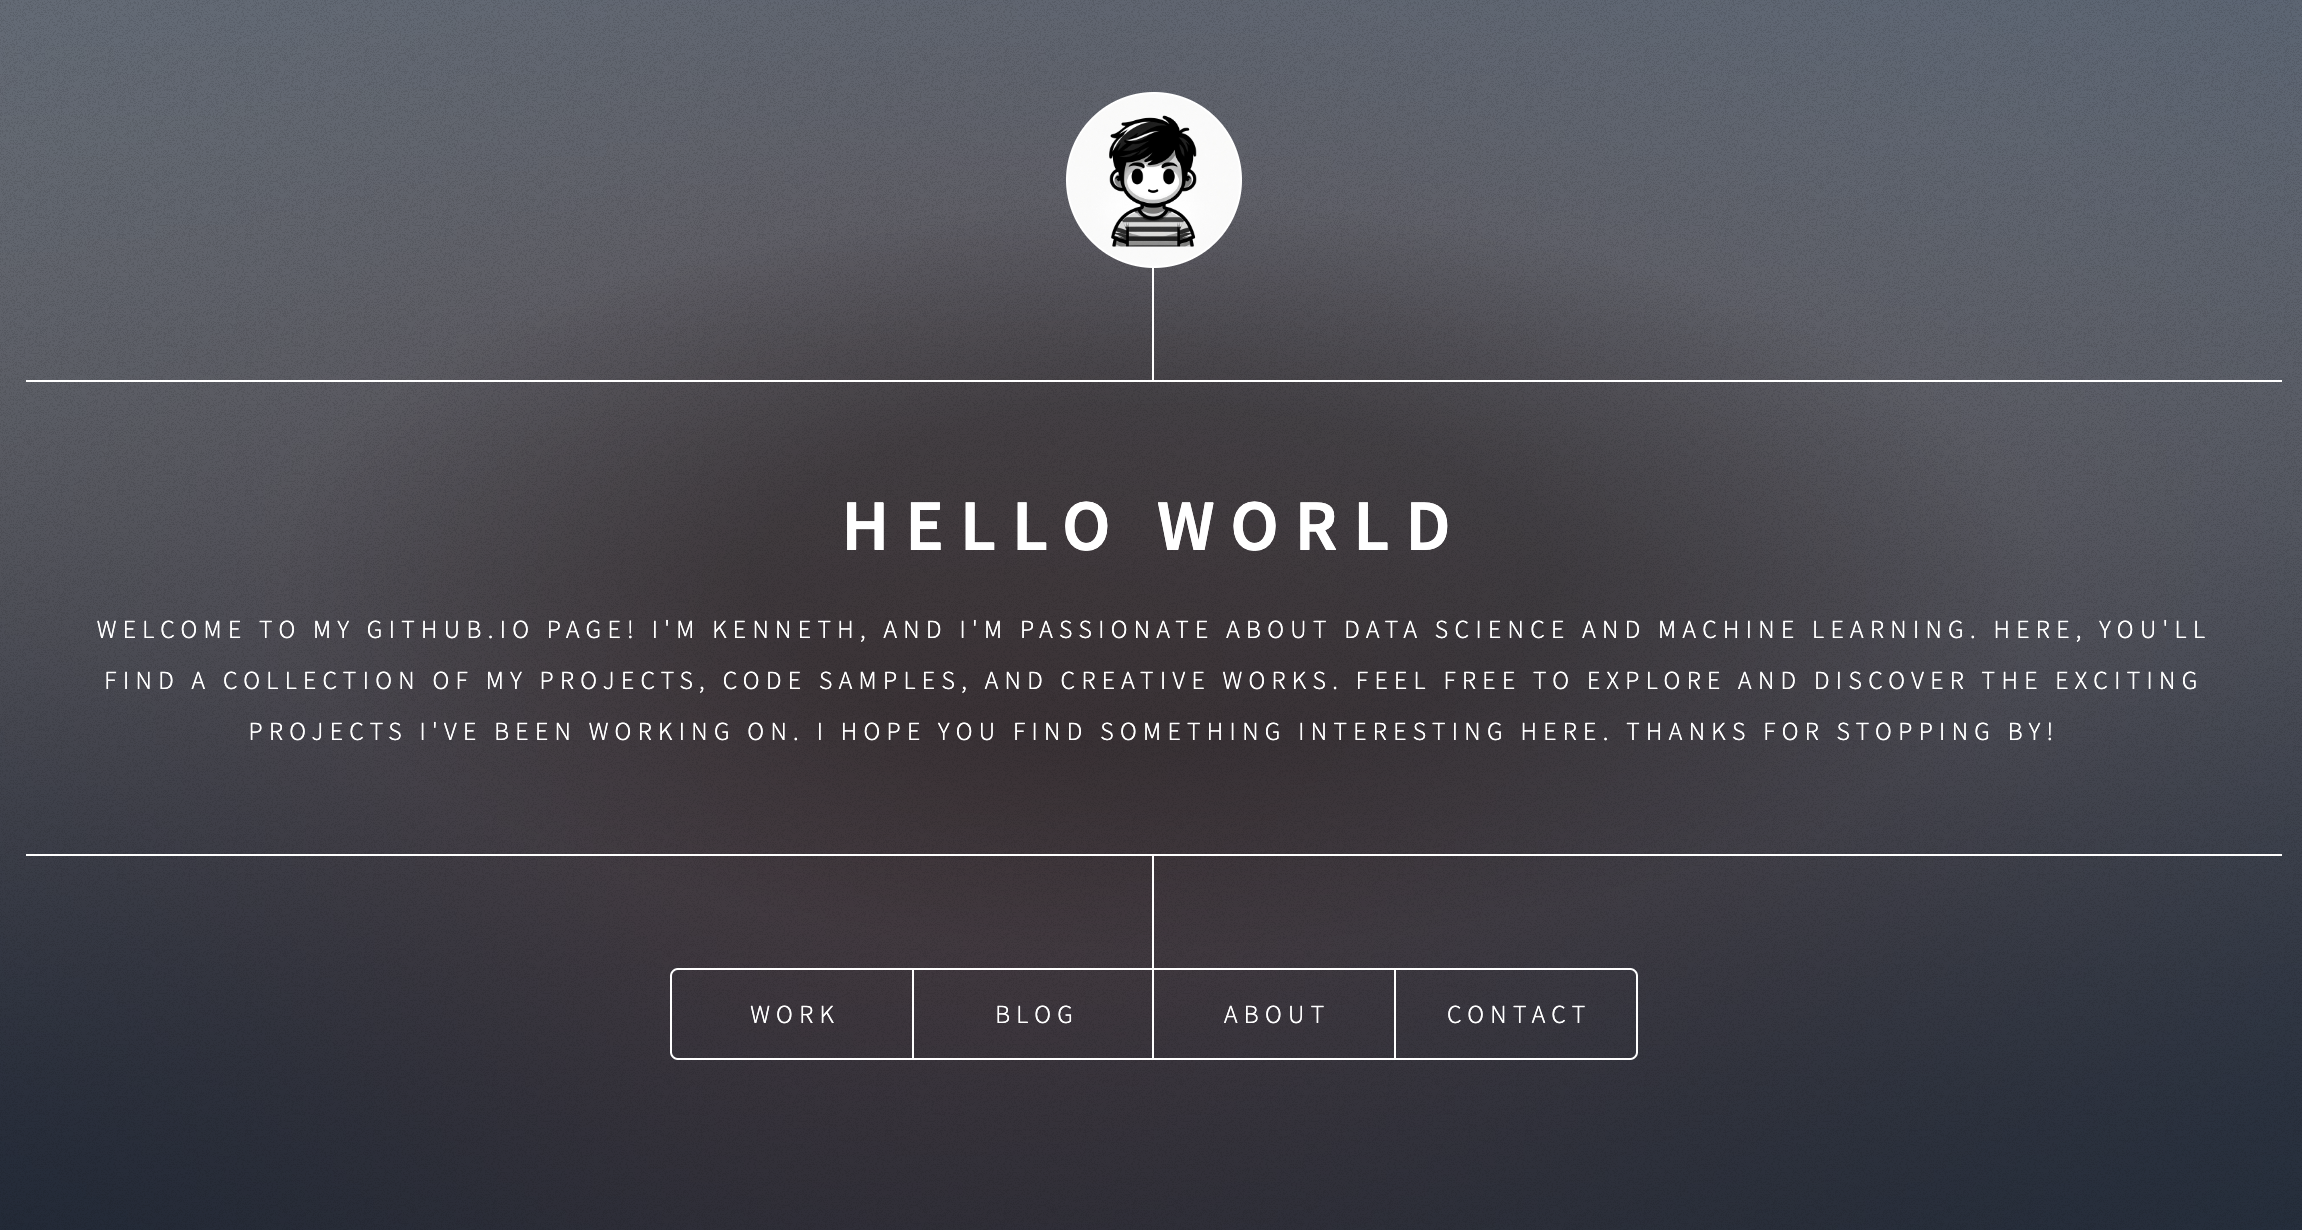 HELLO WORLD
WELCOME TO MY GITHUB.IO PAGE! I'M KENNETH, AND I'M PASSIONATE ABOUT DATA SCIENCE AND MACHINE LEARNING. HERE, YOU'LL
FIND A COLLECTION OF MY PROJECTS, CODE SAMPLES, AND CREATIVE WORKS. FEEL FREE TO EXPLORE AND DISCOVER THE EXCITING
PROJECTS I'VE BEEN WORKING ON. I HOPE YOU FIND SOMETHING INTERESTING HERE. THANKS FOR STOPPING BY!
WORK BLOG ABOUT CONTACT